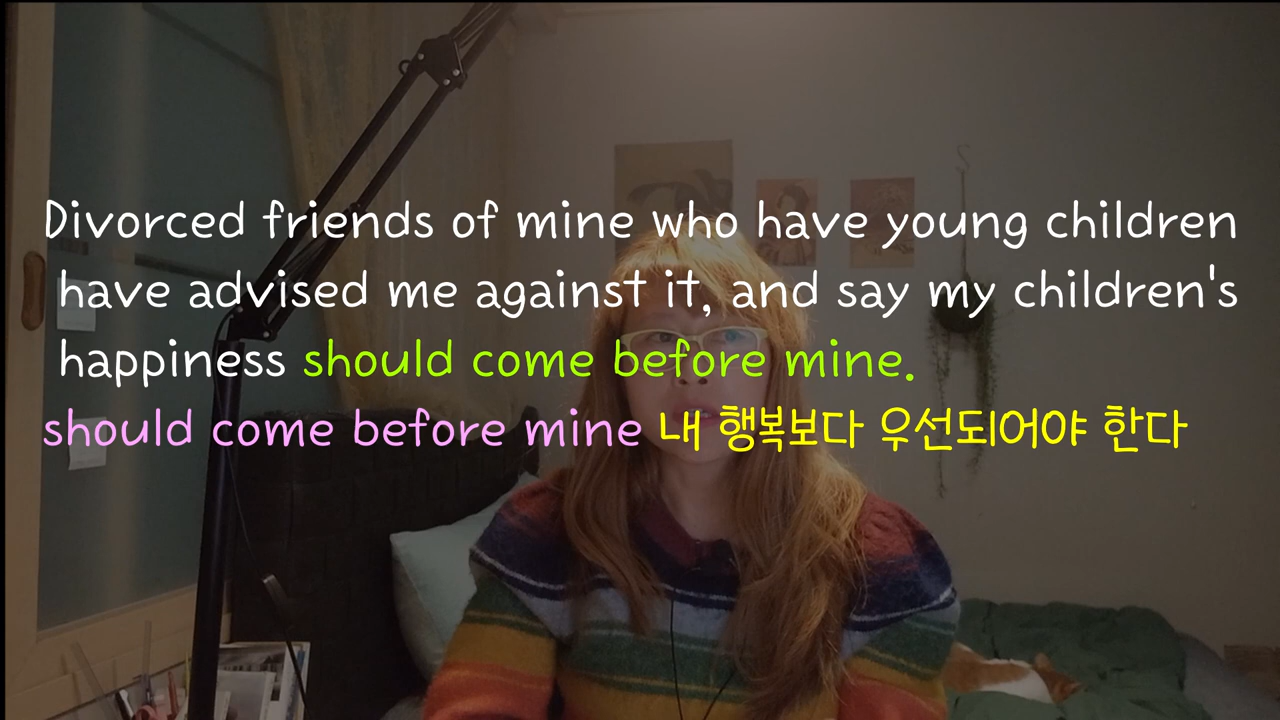 Divorced friends of mine who have young children
have advised me against it, and say my children's
happiness should come before mine.
should come before mine 내 행복보다 우선되어야 한다